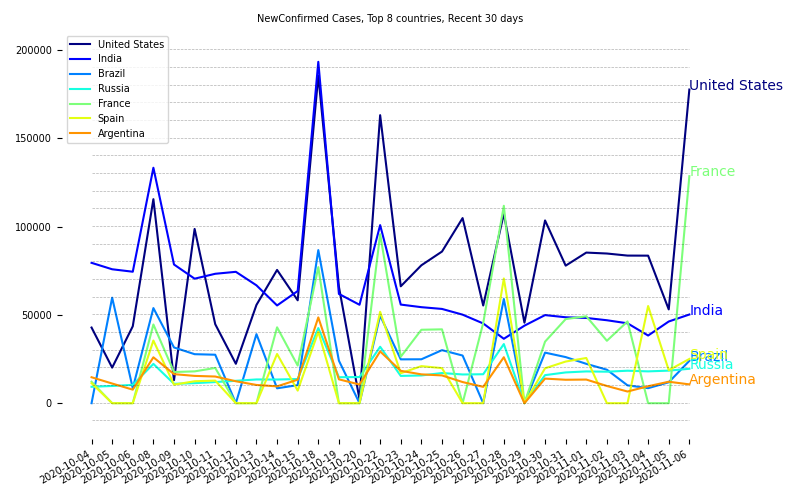 NewConfirmed Cases, Top 8 countries, Recent 30 days
200000
150000
100000
50000
0
United States
India
Brazil
Russia
France
Spain
Argentina
United States
France
India
Brazil
Russia
Argentina
2020-10-04
2020-10-05
2020-10-06
2020-10-08
2020-10-09
2020-10-10
2020-10-11
2020-10-12
2020-10-13
2020-10-14
2020-10-15
2020-10-18
2020-10-19
2020-10-20
2020-10-22
2020-10-23
2020-10-24
2020-10-25
2020-10-26
2020-10-27
2020-10-28
2020-10-29
2020-10-30
2020-10-31
2020-11-01
2020-11-02
2020-11-03
2020-11-04
2020-11-05
2020-11-06